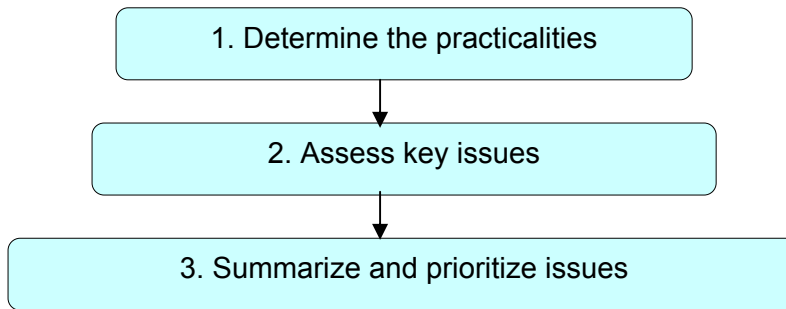 1. Determine the practicalities
2. Assess key issues
3. Summarize and prioritize issues